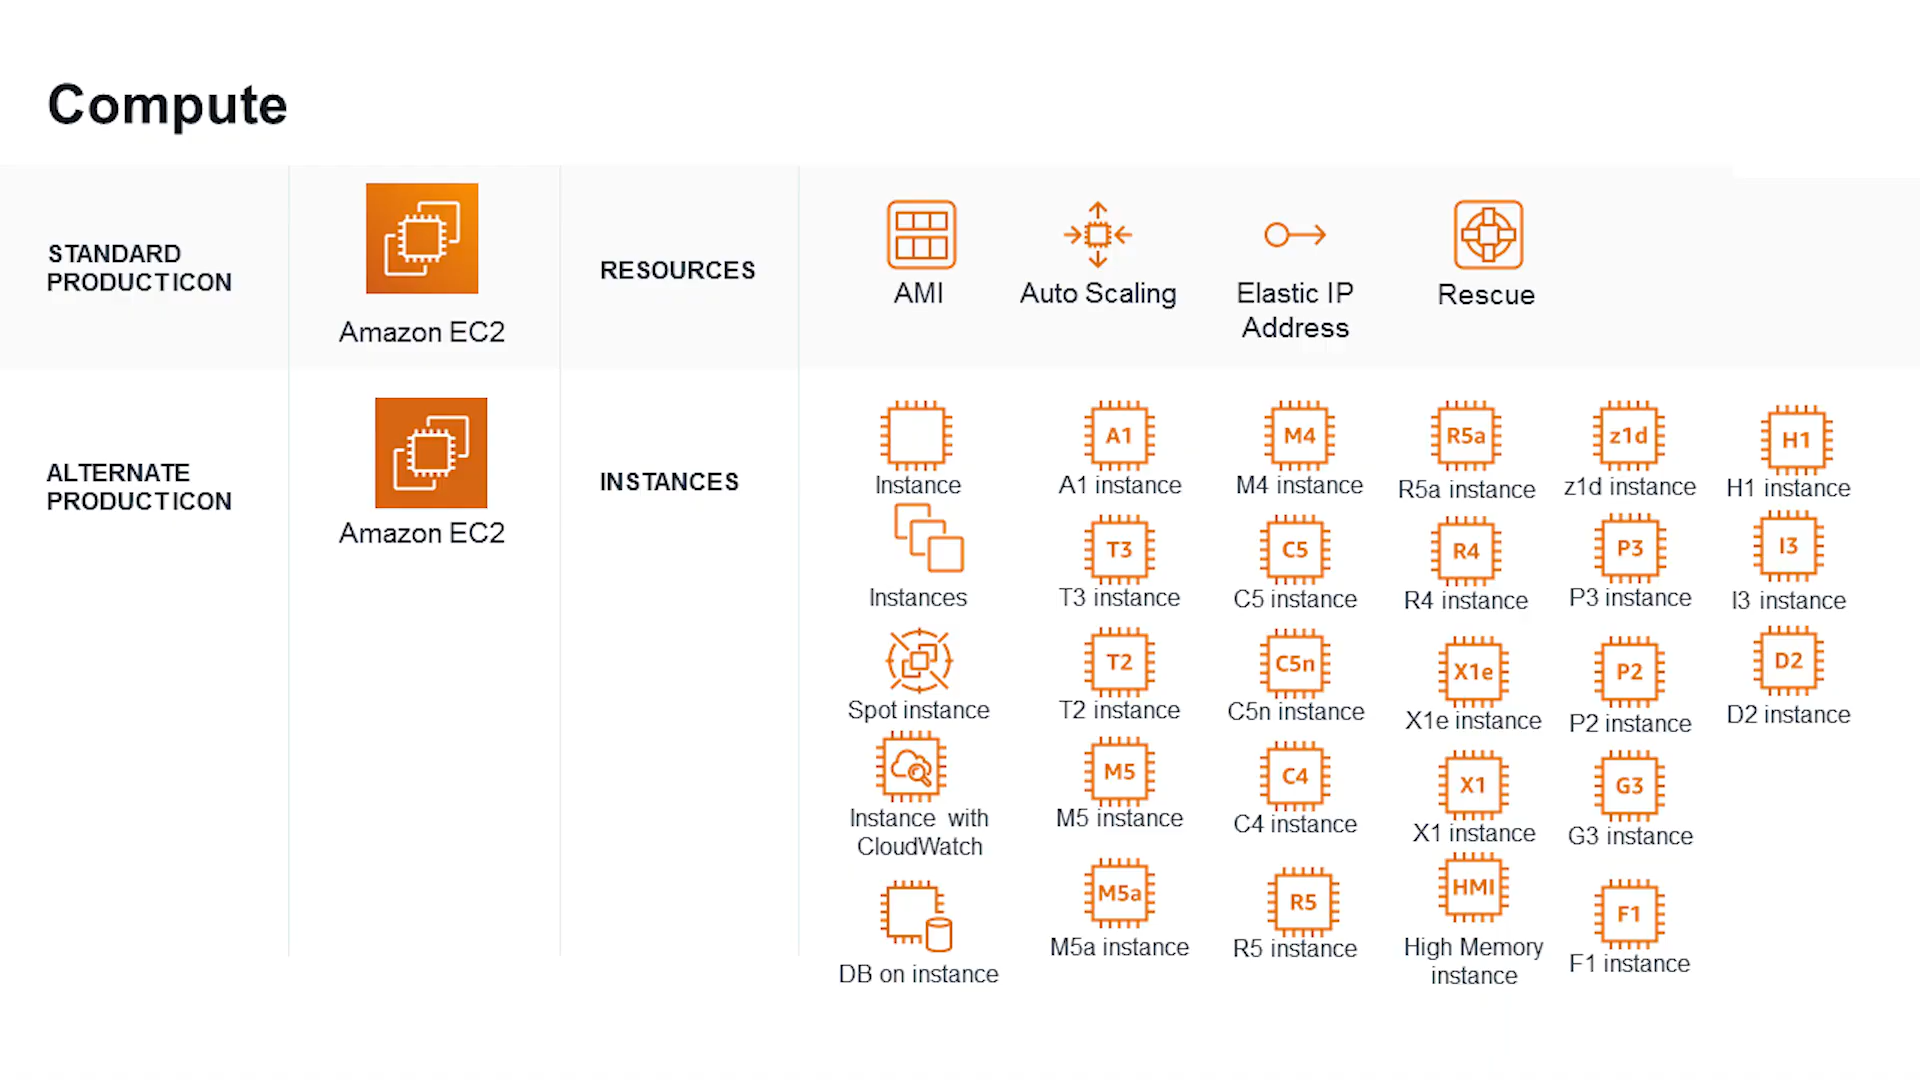 Compute
STANDARD
PRODUCT ICON
Amazon EC2
RESOURCES
AMI
Auto Scaling
Elastic IP
Address
Rescue
ALTERNATE
PRODUCT ICON
Amazon EC2
INSTANCES
Instance
A1
A1 instance
M4
M4 instance
R5a
R5a instance
z1d
z1d instance
H1
H1 instance
Instances
T3
T3 instance
C5
C5 instance
R4
R4 instance
P3
P3 instance
I3
I3 instance
Spot instance
T2
T2 instance
C5n
C5n instance
X1e
X1e instance
P2
P2 instance
D2
D2 instance
Instance with
CloudWatch
M5
M5 instance
C4
C4 instance
X1
X1 instance
G3
G3 instance
DB on instance
M5a
M5a instance
R5
R5 instance
HMI
High Memory
instance
F1
F1 instance